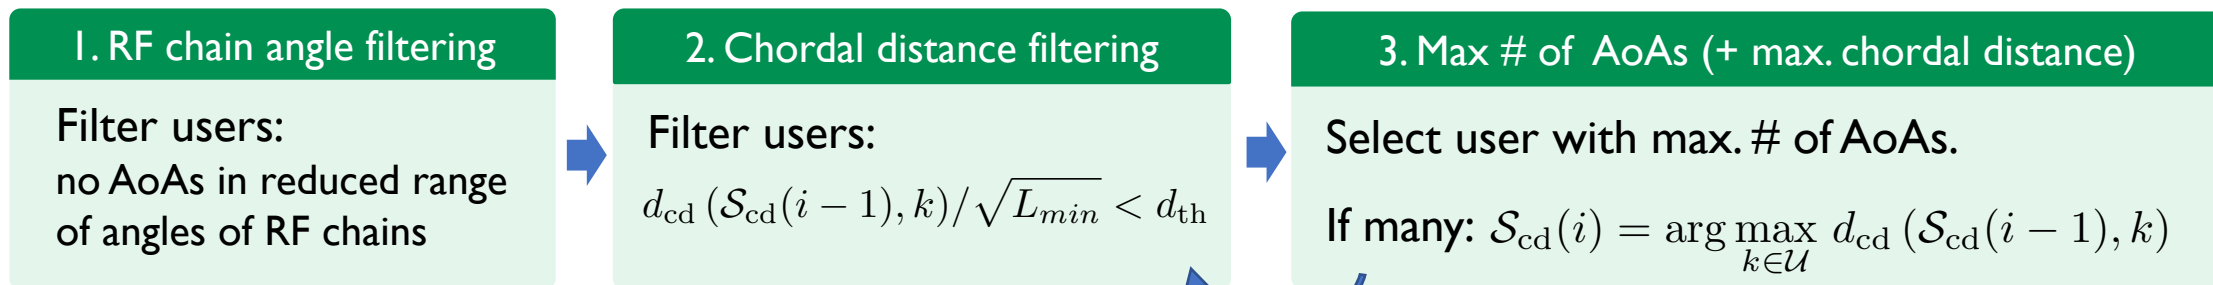 1. RF chain angle filtering
Filter users:
no AoAs in reduced range
of angles of RF chains
2. Chordal distance filtering
Filter users:
d_cd (𝒮_cd(i − 1), k)/√L_min < d_th
3. Max # of AoAs (+ max. chordal distance)
Select user with max. # of AoAs.
If many: 𝒮_cd(i) = arg max_{k∈𝒰} d_cd (𝒮_cd(i − 1), k)